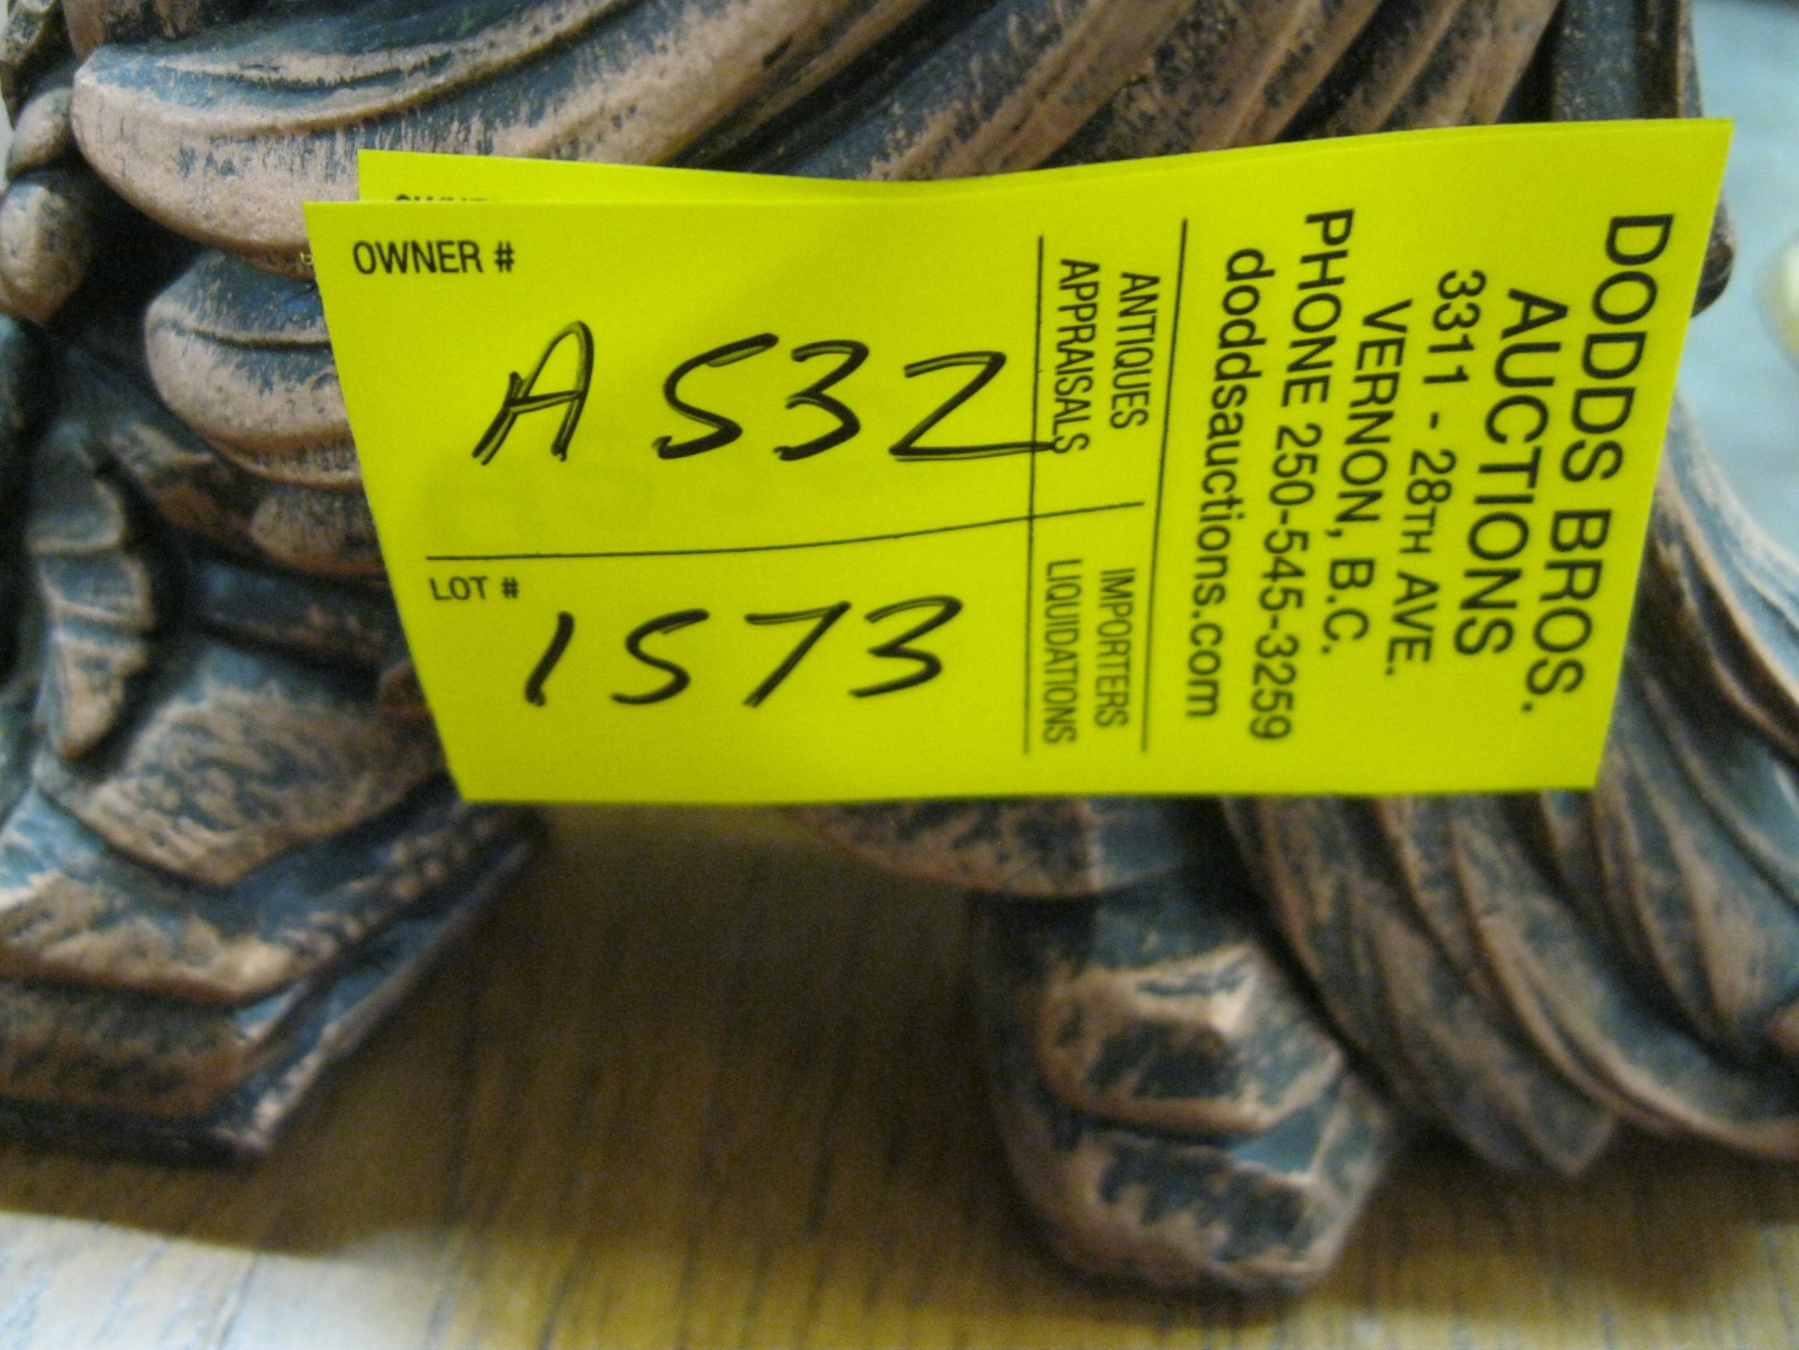 OWNER #
A 532
LOT #
1573
ANTIQUES
APPRAISALS
IMPORTERS
LIQUIDATIONS
DODDS BROS.
AUCTIONS
3311 - 28TH AVE.
VERNON, B.C.
PHONE 250-545-3259
doddsauctions.com